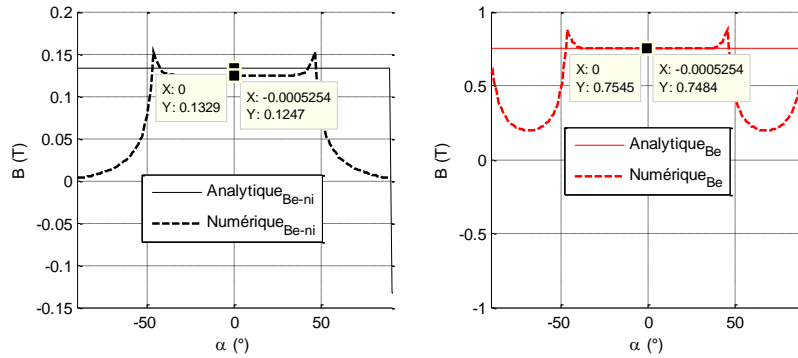 0.2
0.15
0.1
0.05
0
-0.05
-0.1
-0.15
B (T)
X: 0
Y: 0.1329
X: -0.0005254
Y: 0.1247
Analytique Be-ni
Numérique Be-ni
-50
0
50
α (°)
1
0.5
0
-0.5
-1
B (T)
X: 0
Y: 0.7545
X: -0.0005254
Y: 0.7484
Analytique Be
Numérique Be
-50
0
50
α (°)